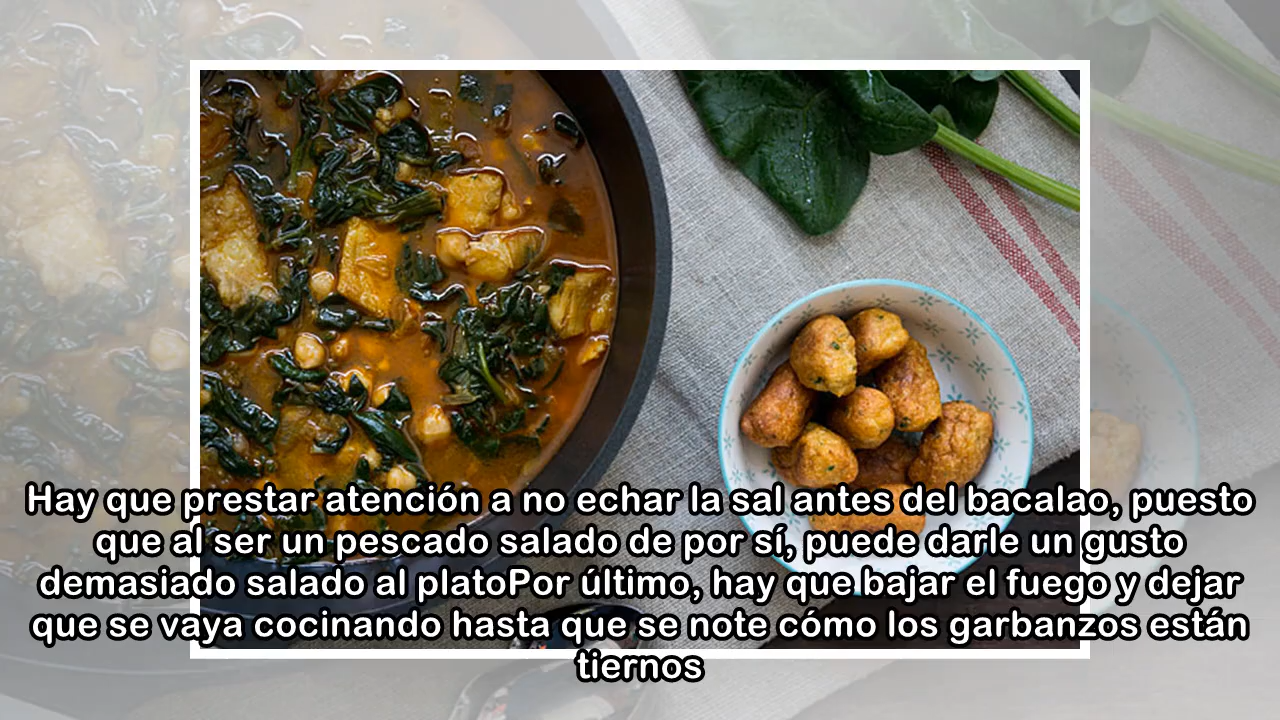 Hay que prestar atención a no echar la sal antes del bacalao, puesto
que al ser un pescado salado de por sí, puede darle un gusto
demasiado salado al platoPor último, hay que bajar el fuego y dejar
que se vaya cocinando hasta que se note cómo los garbanzos están
tiernos